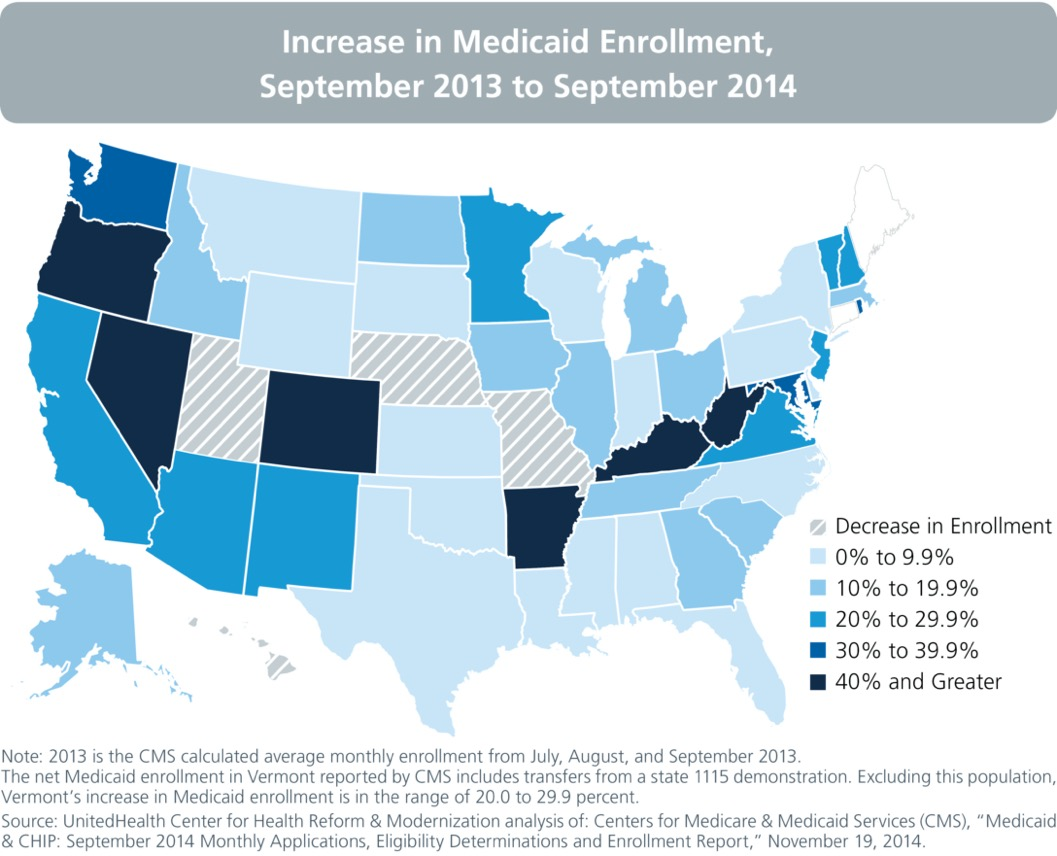 Increase in Medicaid Enrollment,
September 2013 to September 2014
Decrease in Enrollment
0% to 9.9%
10% to 19.9%
20% to 29.9%
30% to 39.9%
40% and Greater
Note: 2013 is the CMS calculated average monthly enrollment from July, August, and September 2013.
The net Medicaid enrollment in Vermont reported by CMS includes transfers from a state 1115 demonstration. Excluding this population,
Vermont’s increase in Medicaid enrollment is in the range of 20.0 to 29.9 percent.
Source: UnitedHealth Center for Health Reform & Modernization analysis of: Centers for Medicare & Medicaid Services (CMS), “Medicaid
& CHIP: September 2014 Monthly Applications, Eligibility Determinations and Enrollment Report,” November 19, 2014.